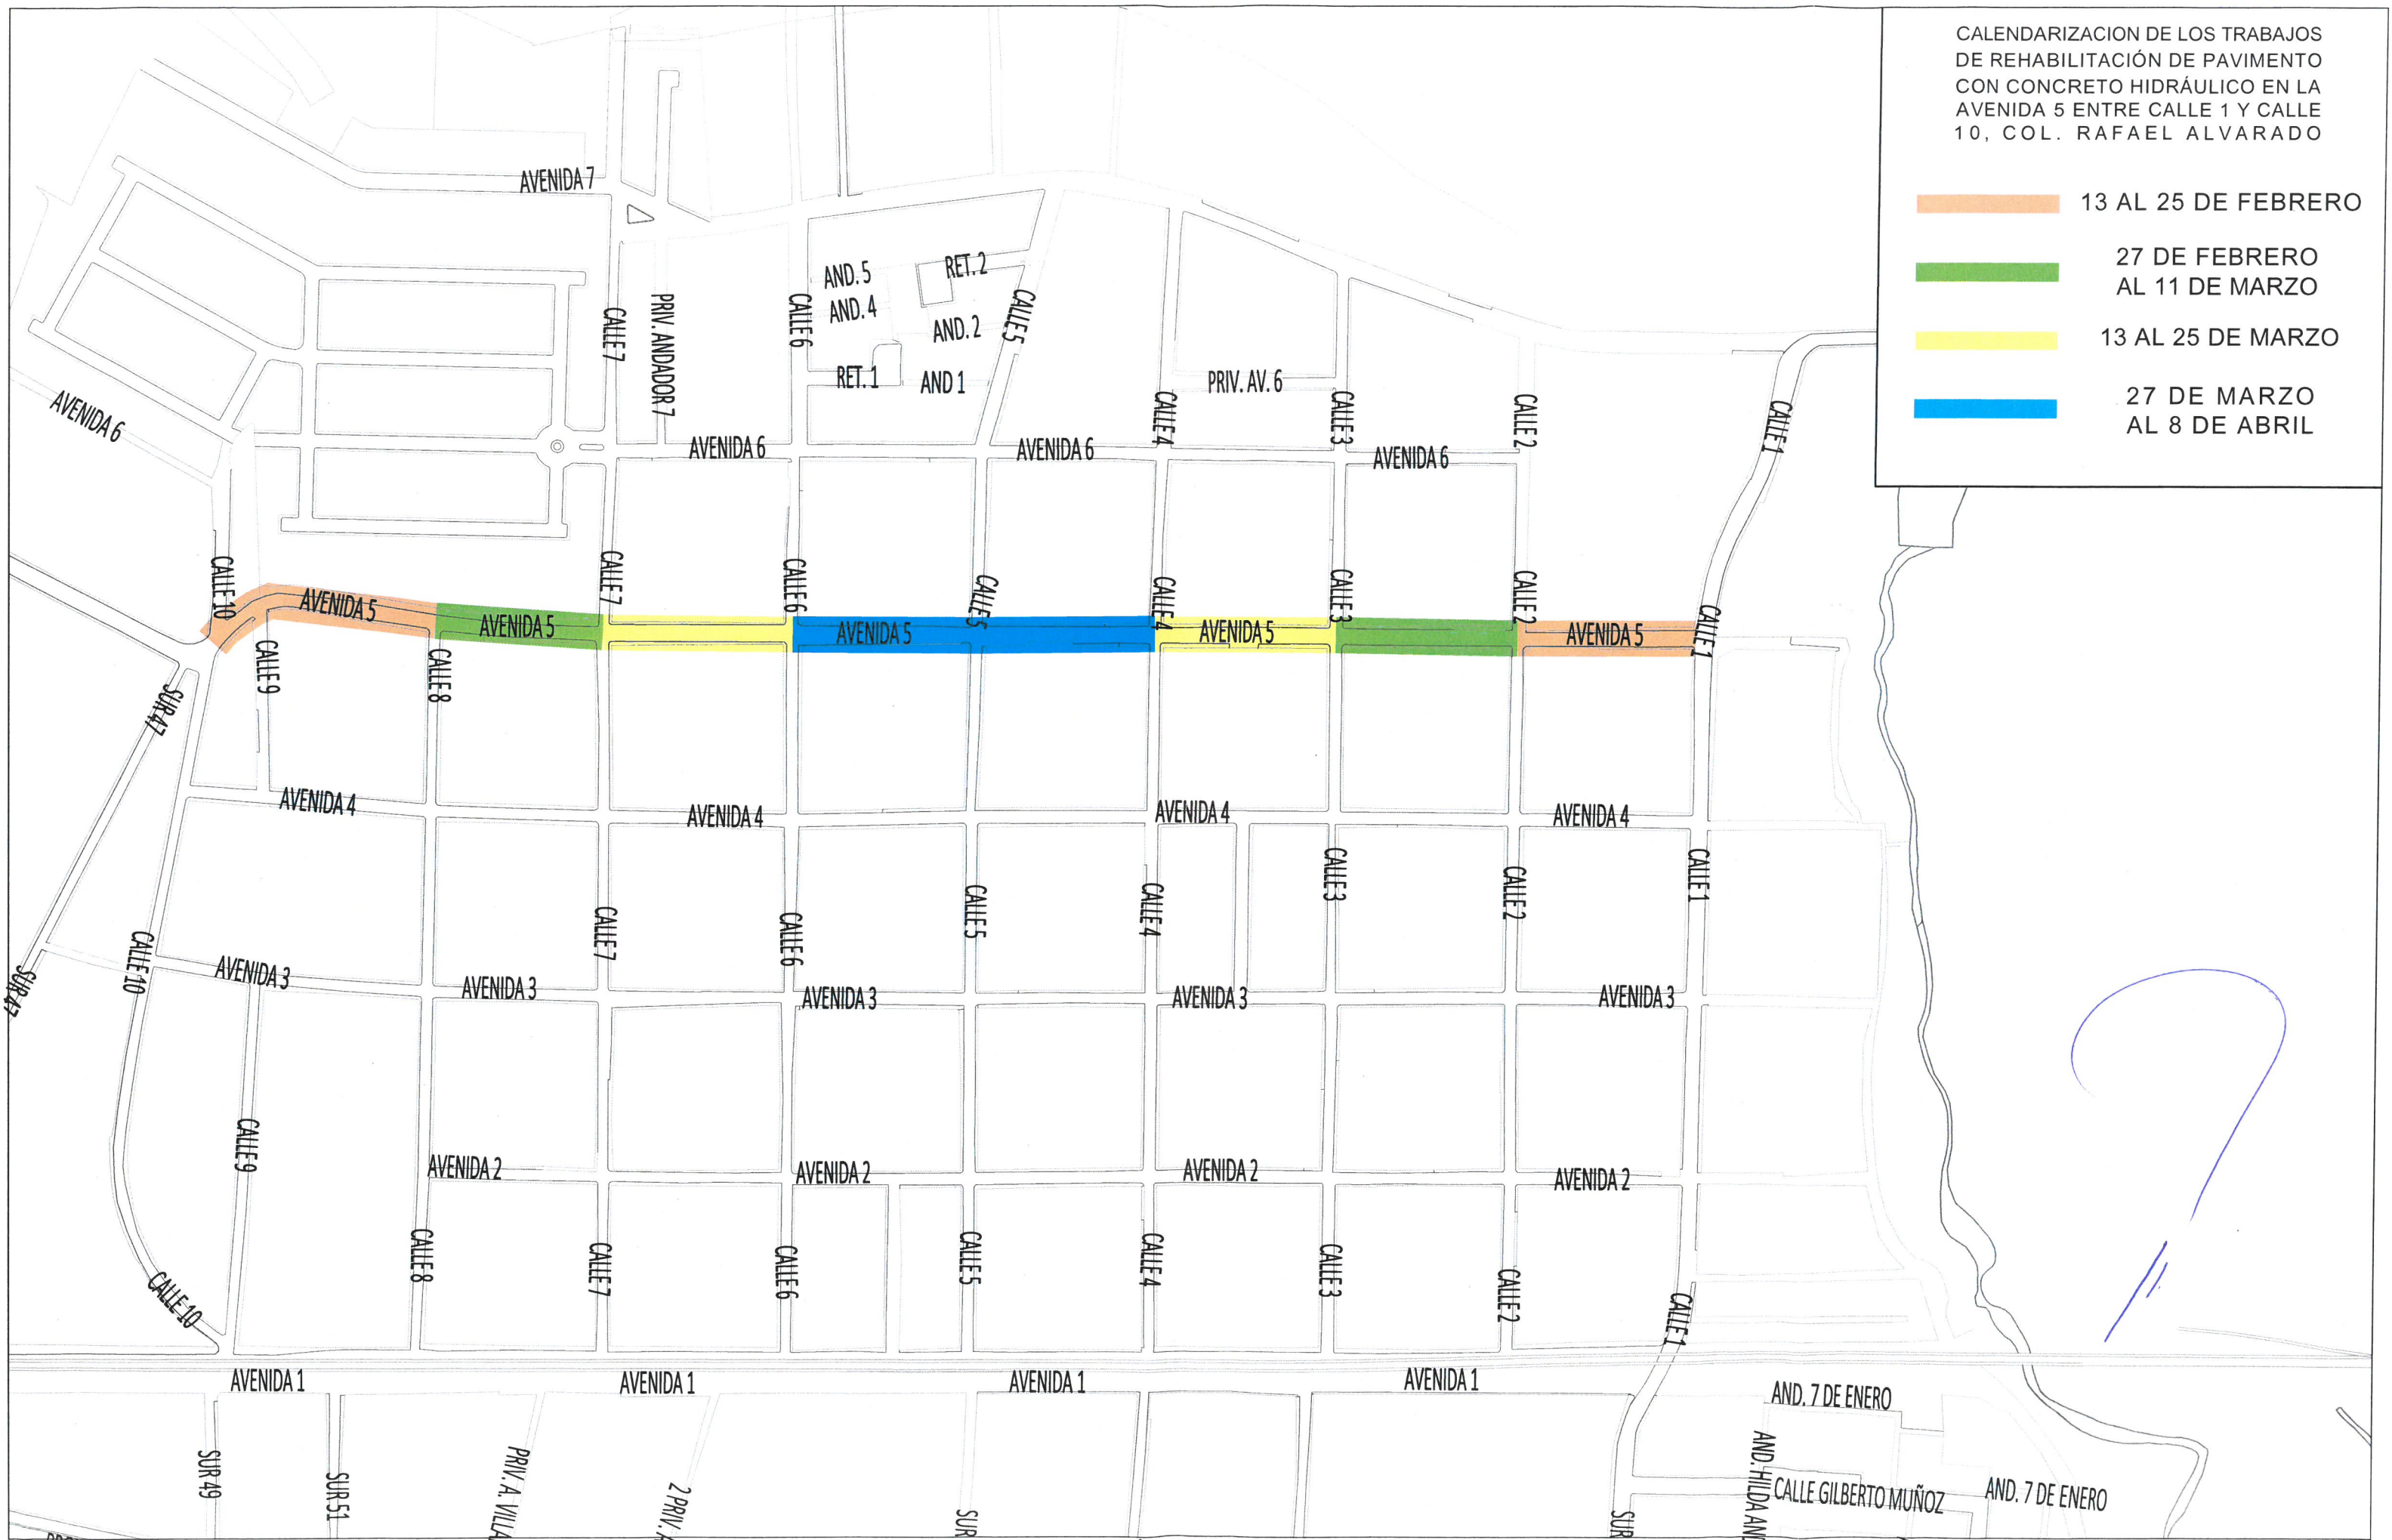 CALENDARIZACION DE LOS TRABAJOS
DE REHABILITACIÓN DE PAVIMENTO
CON CONCRETO HIDRÁULICO EN LA
AVENIDA 5 ENTRE CALLE 1 Y CALLE
10, COL. RAFAEL ALVARADO
13 AL 25 DE FEBRERO
27 DE FEBRERO
AL 11 DE MARZO
13 AL 25 DE MARZO
27 DE MARZO
AL 8 DE ABRIL
AVENIDA 7
AND. 5
RET. 2
AND. 4
AND. 2
CALLE 7
PRIV. ANDADOR 7
CALLE 6
CALLE 5
RET. 1
AND 1
PRIV. AV. 6
AVENIDA 6
CALLE 4
CALLE 3
CALLE 2
CALLE 1
AVENIDA 6
AVENIDA 6
AVENIDA 6
CALLE 10
CALLE 7
CALLE 6
CALLE 5
CALLE 4
CALLE 3
CALLE 2
CALLE 1
AVENIDA 5
AVENIDA 5
AVENIDA 5
AVENIDA 5
AVENIDA 5
SUR 47
CALLE 9
CALLE 8
AVENIDA 4
AVENIDA 4
AVENIDA 4
AVENIDA 4
CALLE 10
CALLE 7
CALLE 6
CALLE 5
CALLE 4
CALLE 3
CALLE 2
CALLE 1
SUR 47
AVENIDA 3
AVENIDA 3
AVENIDA 3
AVENIDA 3
AVENIDA 3
CALLE 9
AVENIDA 2
AVENIDA 2
AVENIDA 2
AVENIDA 2
CALLE 10
CALLE 8
CALLE 7
CALLE 6
CALLE 5
CALLE 4
CALLE 3
CALLE 2
CALLE 1
AVENIDA 1
AVENIDA 1
AVENIDA 1
AVENIDA 1
AND. 7 DE ENERO
SUR 49
SUR 51
PRIV. A. VILLA
2 PRIV.
SUR
SUR
AND. HILDA AN
CALLE GILBERTO MUÑOZ
AND. 7 DE ENERO